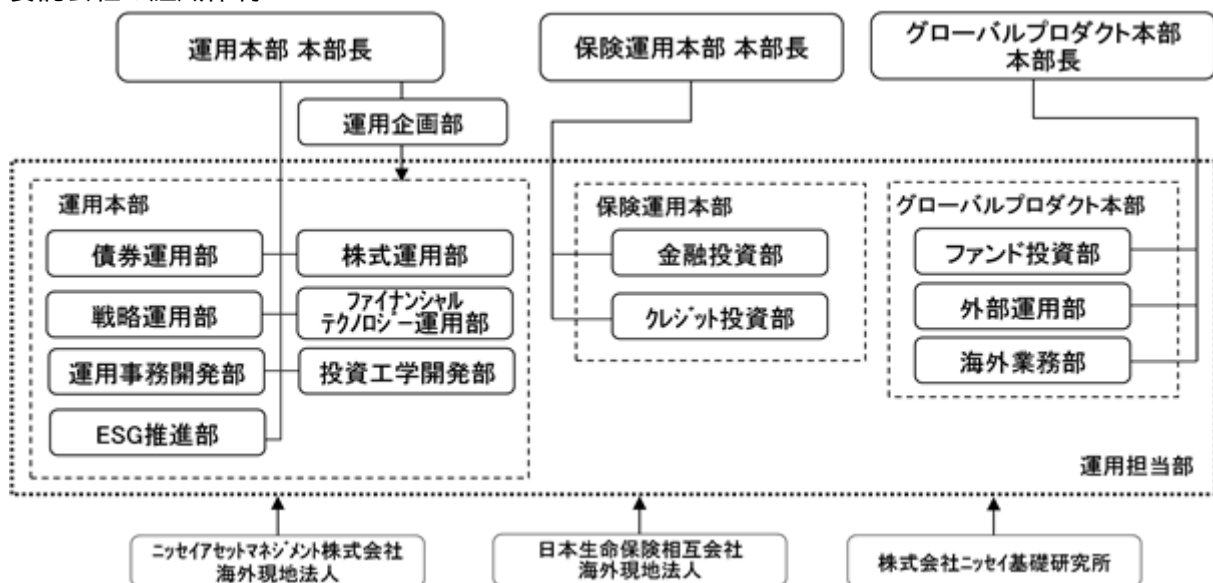 運用本部 本部長
保険運用本部 本部長
グローバルプロダクト本部
本部長
運用企画部
運用本部
債券運用部
株式運用部
戦略運用部
ファイナンシャル
テクノロジー運用部
運用事務開発部
投資工学開発部
ESG推進部
保険運用本部
金融投資部
クレジット投資部
グローバルプロダクト本部
ファンド投資部
外部運用部
海外業務部
運用担当部
ニッセイアセットマネジメント株式会社
海外現地法人
日本生命保険相互会社
海外現地法人
株式会社ニッセイ基礎研究所